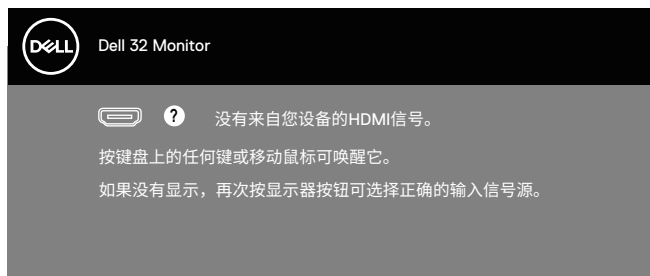 DELL
Dell 32 Monitor
? 没有来自您设备的HDMI信号。
按键盘上的任何键或移动鼠标可唤醒它。
如果没有显示，再次按显示器按钮可选择正确的输入信号源。